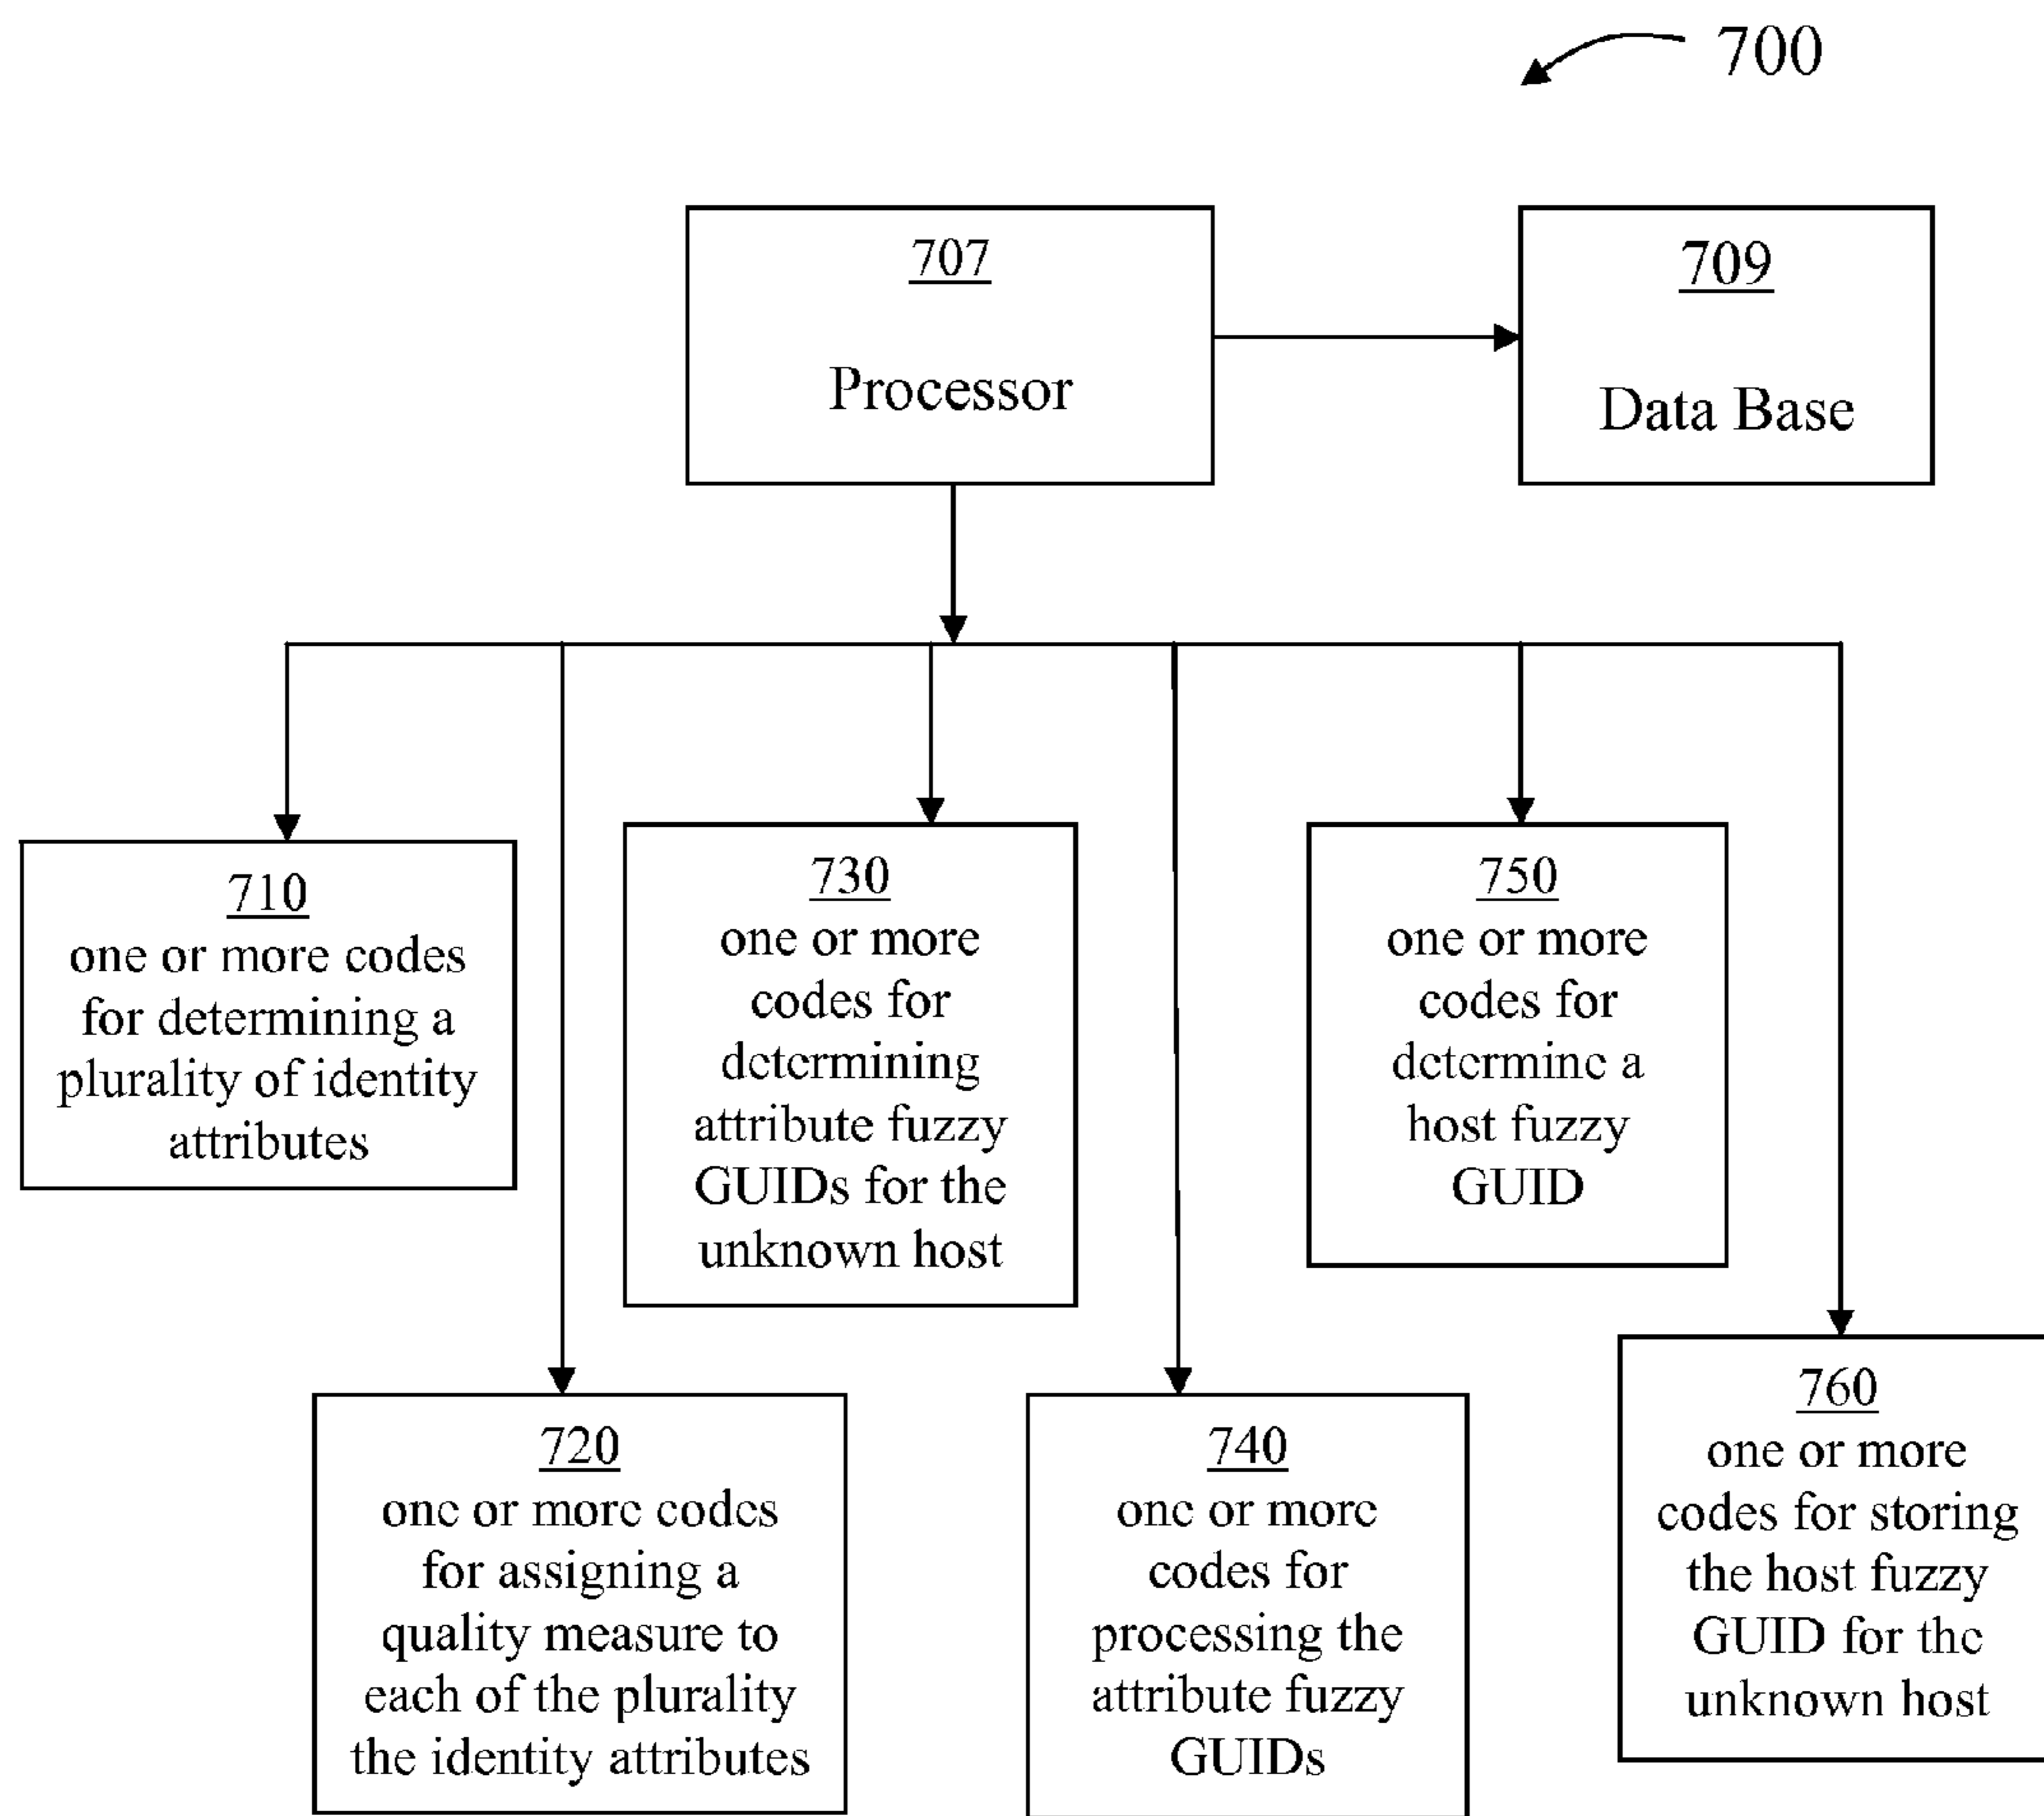 700
707
Processor
709
Data Base
710
one or more codes
for determining a
plurality of identity
attributes
730
one or more
codes for
determining
attribute fuzzy
GUIDs for the
unknown host
750
one or more
codes for
determine a
host fuzzy
GUID
720
one or more codes
for assigning a
quality measure to
each of the plurality
the identity attributes
740
one or more
codes for
processing the
attribute fuzzy
GUIDs
760
one or more
codes for storing
the host fuzzy
GUID for the
unknown host